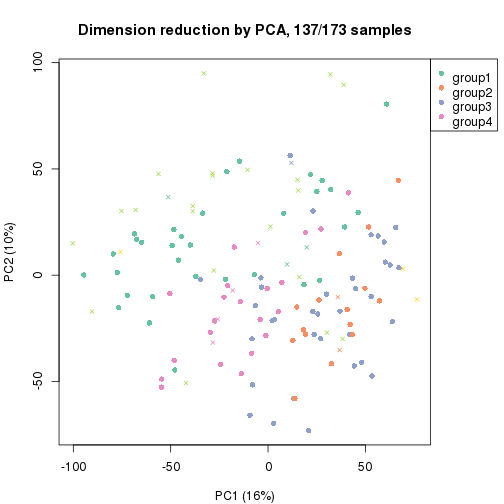 Dimension reduction by PCA, 137/173 samples
group1
group2
group3
group4
100
50
0
-50
PC2 (10%)
-100
-50
0
50
PC1 (16%)